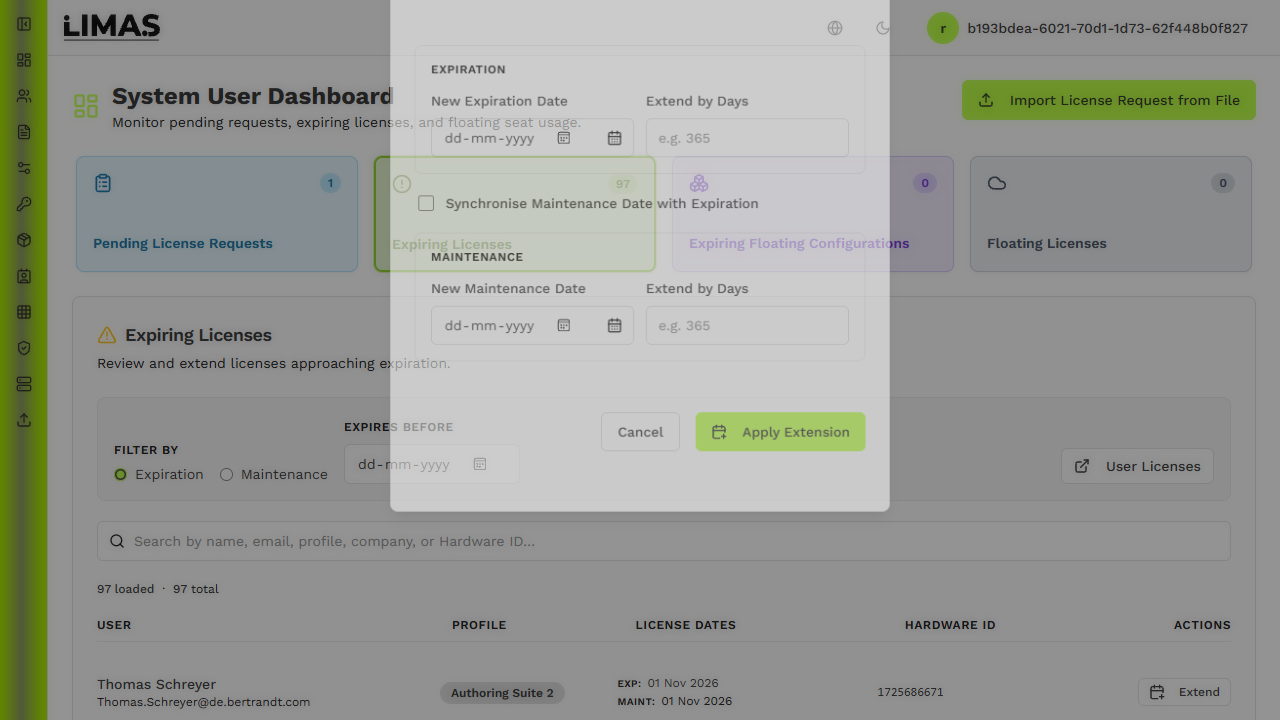 LIMAS
r
b193bdea-6021-70d1-1d73-62f448b0f827
System User Dashboard
Monitor pending requests, expiring licenses, and floating seat usage.
Import License Request from File
EXPIRATION
New Expiration Date
Extend by Days
dd-mm-yyyy
e.g. 365
Synchronise Maintenance Date with Expiration
MAINTENANCE
New Maintenance Date
Extend by Days
dd-mm-yyyy
e.g. 365
Cancel
Apply Extension
1
Pending License Requests
97
Expiring Licenses
0
Expiring Floating Configurations
0
Floating Licenses
Expiring Licenses
Review and extend licenses approaching expiration.
FILTER BY
Expiration
Maintenance
EXPIRES BEFORE
dd-mm-yyyy
User Licenses
Search by name, email, profile, company, or Hardware ID...
97 loaded · 97 total
USER PROFILE LICENSE DATES HARDWARE ID ACTIONS
Thomas Schreyer
Thomas.Schreyer@de.bertrandt.com
Authoring Suite 2
EXP: 01 Nov 2026
MAINT: 01 Nov 2026
1725686671
Extend